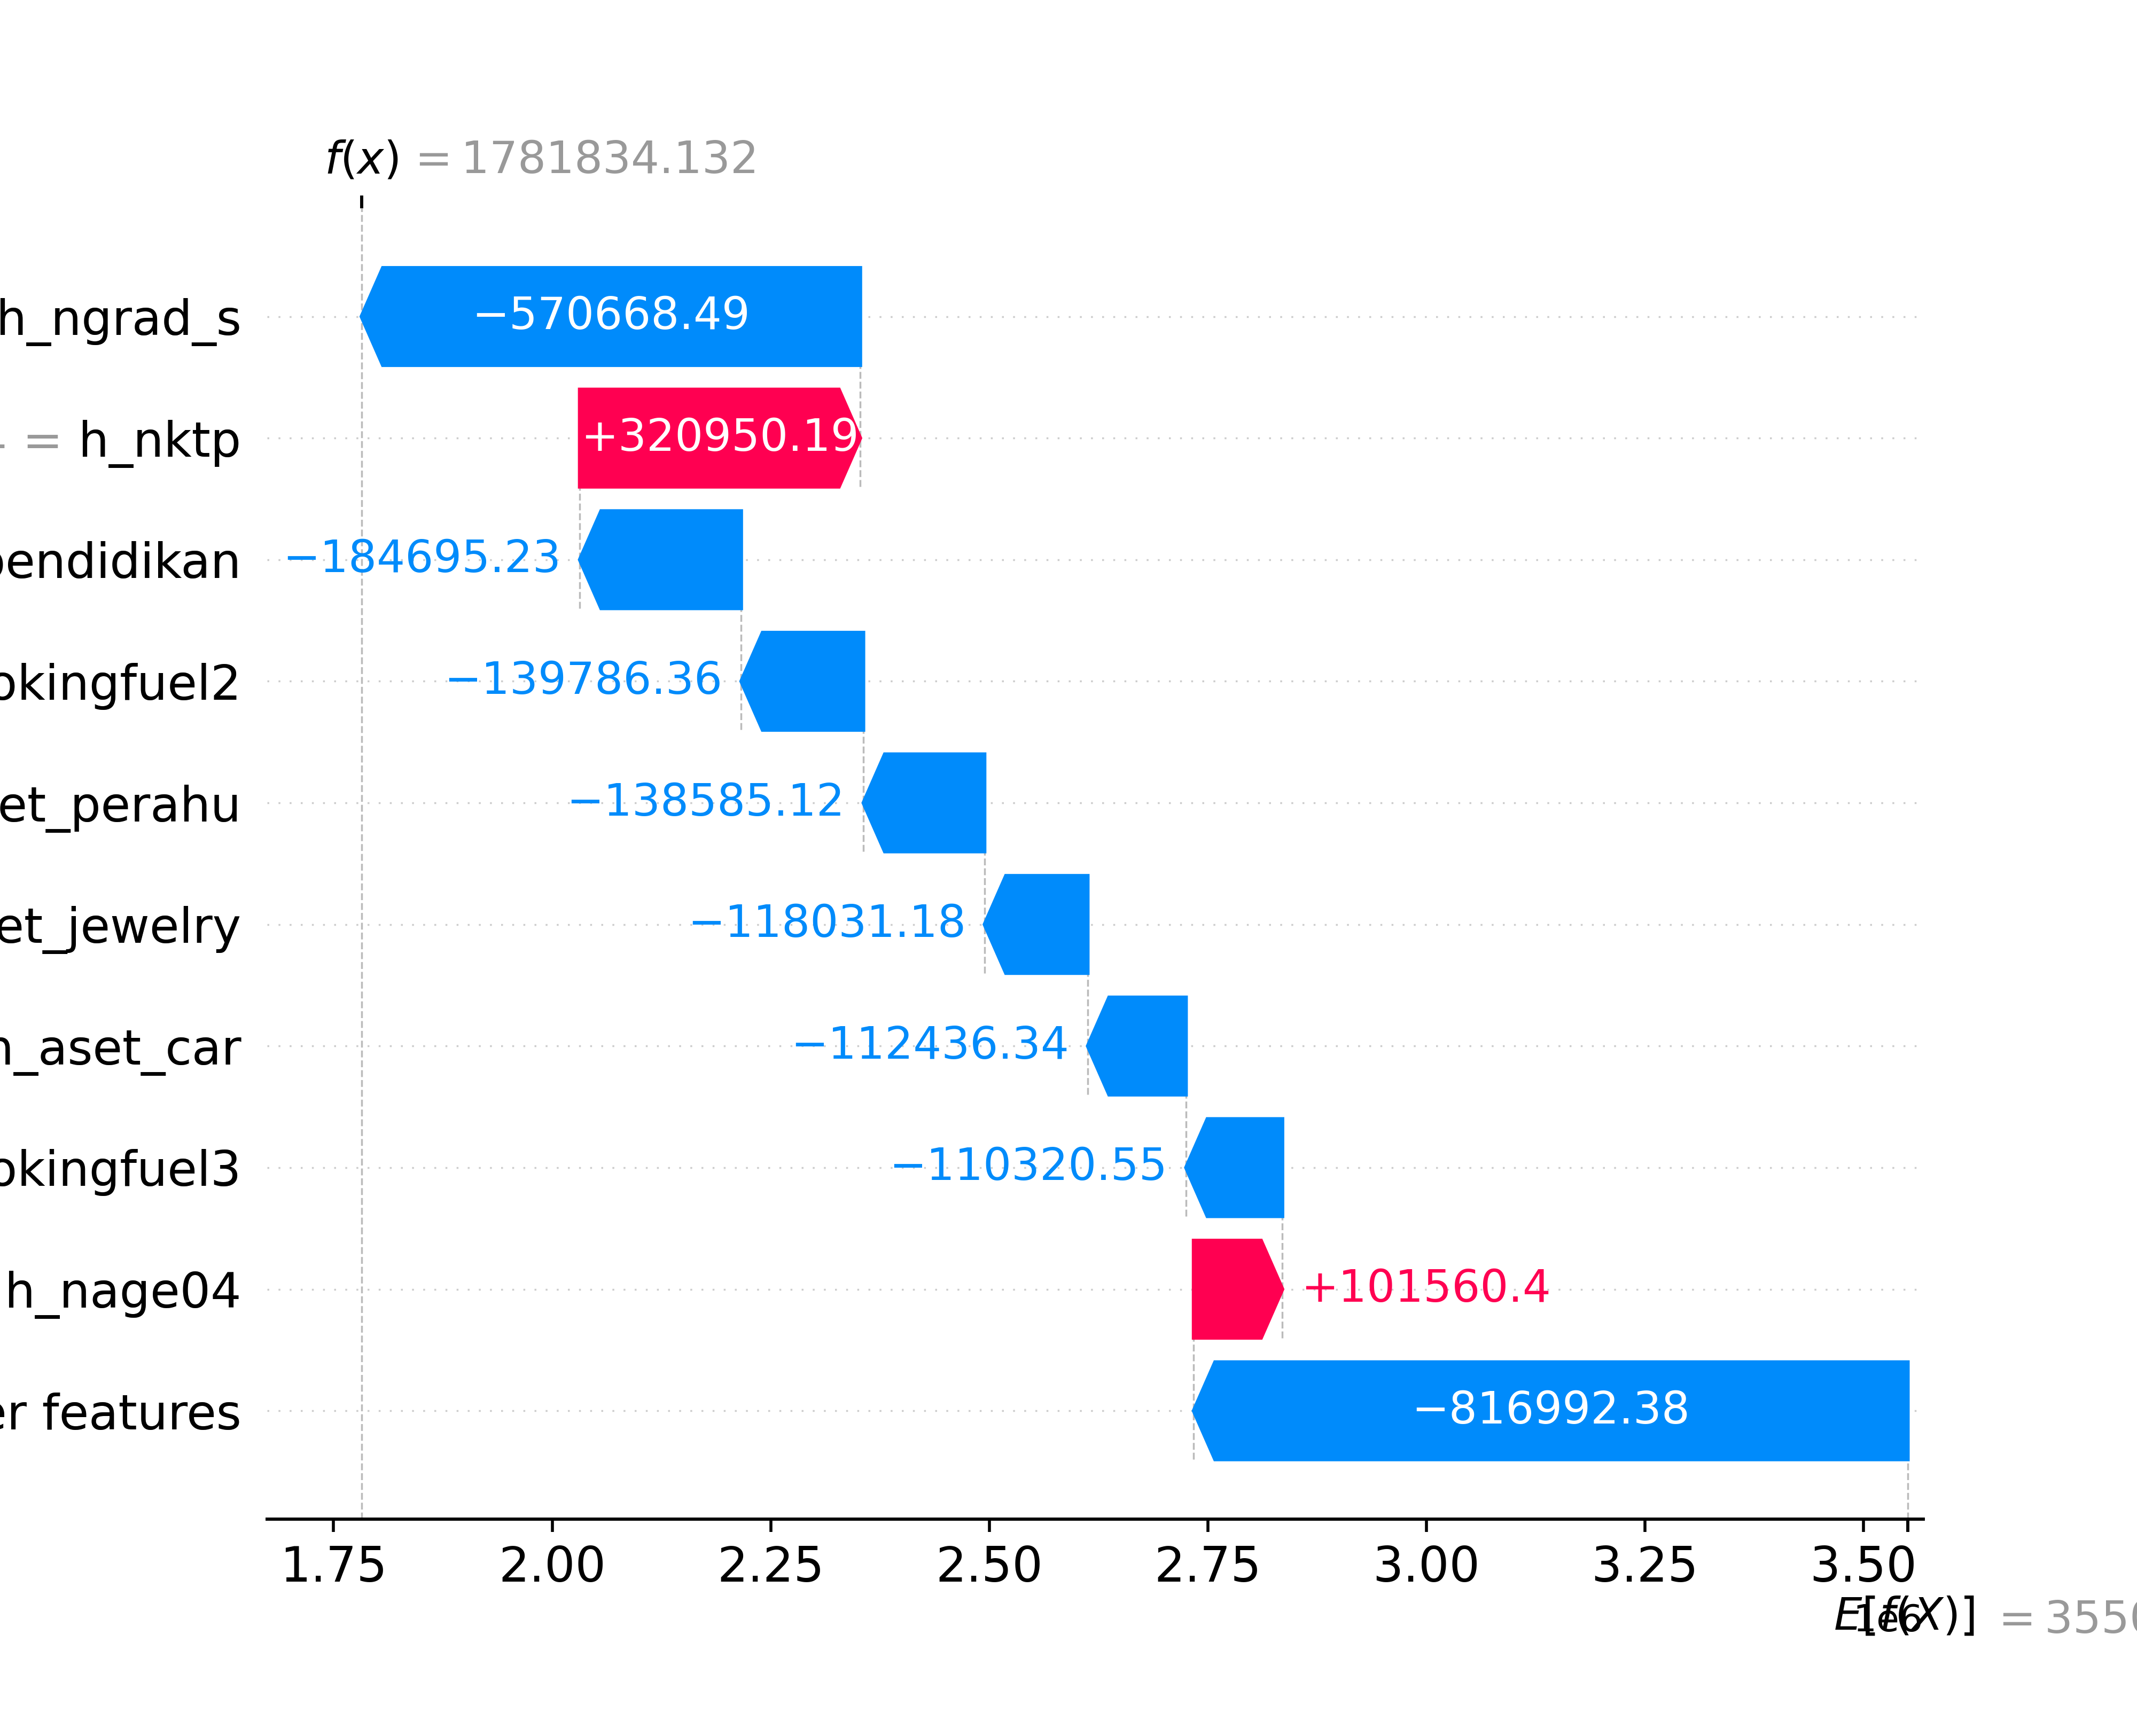 f(x) = 1781834.132
h_ngrad_s
−570668.49
= h_nktp
+320950.19
pendidikan
−184695.23
okingfuel2
−139786.36
et_perahu
−138585.12
et_jewelry
−118031.18
h_aset_car
−112436.34
okingfuel3
−110320.55
h_nage04
+101560.4
er features
−816992.38
1.75 2.00 2.25 2.50 2.75 3.00 3.25 3.50
1e6
E[f(X)] = 3550